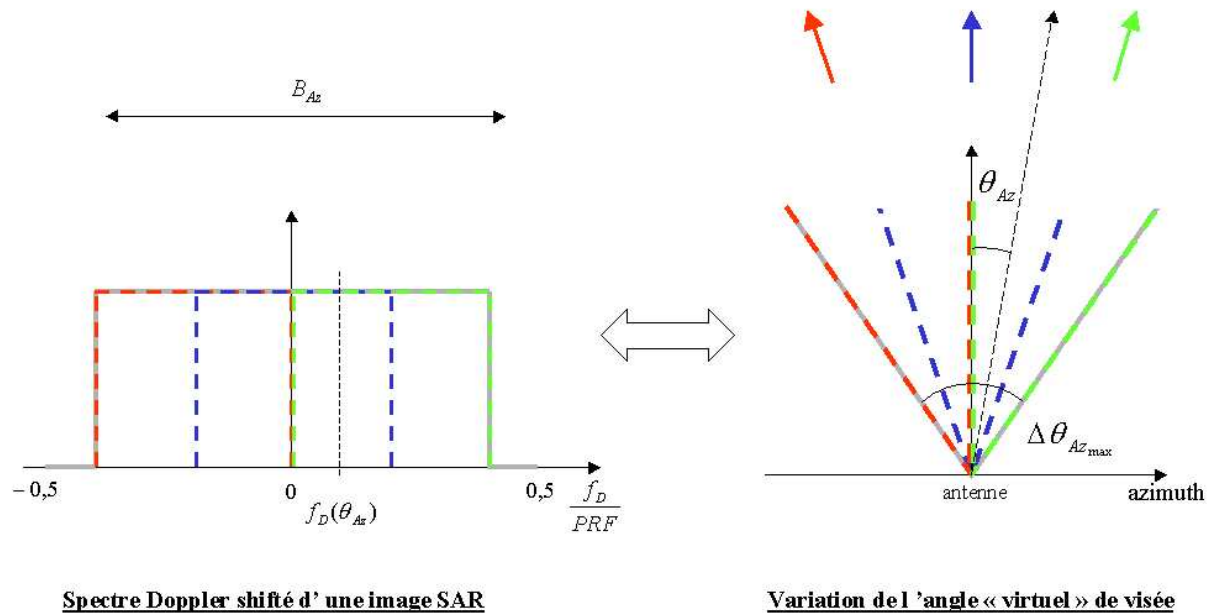 B_Az
θ_Az
Δθ_Az_max
– 0,5
0
0,5
f_D(θ_Az)
f_D
PRF
antenne
azimuth
Spectre Doppler shifté d’ une image SAR
Variation de l ’angle « virtuel » de visée